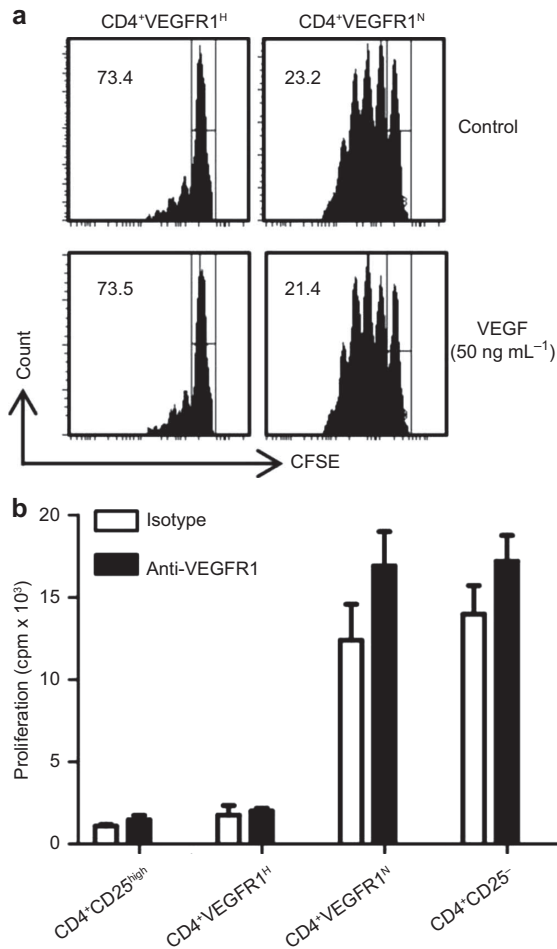 a
CD4⁺VEGFR1ᴴ CD4⁺VEGFR1ᴺ
73.4
23.2
Control
73.5
21.4
VEGF
(50 ng mL⁻¹)
Count
CFSE
b
Isotype
Anti-VEGFR1
Proliferation (cpm x 10³)
20
15
10
5
0
CD4⁺CD25ʰⁱᵍʰ
CD4⁺VEGFR1ᴴ
CD4⁺VEGFR1ᴺ
CD4⁺CD25⁻